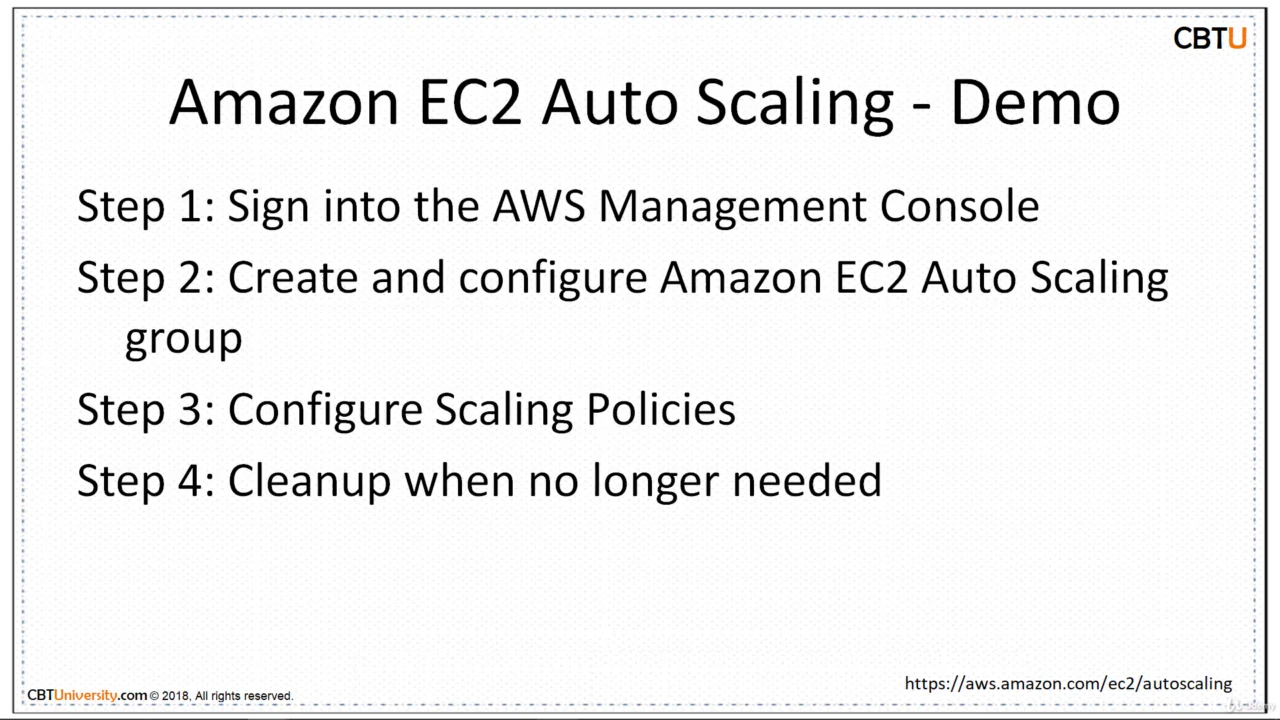 CBTU
Amazon EC2 Auto Scaling - Demo
Step 1: Sign into the AWS Management Console
Step 2: Create and configure Amazon EC2 Auto Scaling
group
Step 3: Configure Scaling Policies
Step 4: Cleanup when no longer needed
https://aws.amazon.com/ec2/autoscaling
CBTUniversity.com © 2018, All rights reserved.